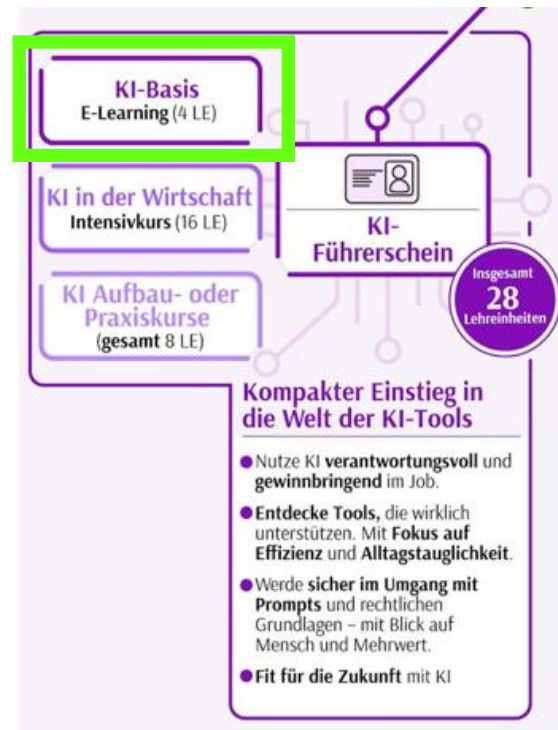 KI-Basis
E-Learning (4 LE)
KI in der Wirtschaft
Intensivkurs (16 LE)
KI Aufbau- oder
Praxiskurse
(gesamt 8 LE)
KI-
Führerschein
Insgesamt
28
Lehreinheiten
Kompakter Einstieg in
die Welt der KI-Tools
Nutze KI verantwortungsvoll und
gewinnbringend im Job.
Entdecke Tools, die wirklich
unterstützen. Mit Fokus auf
Effizienz und Alltagstauglichkeit.
Werde sicher im Umgang mit
Prompts und rechtlichen
Grundlagen – mit Blick auf
Mensch und Mehrwert.
Fit für die Zukunft mit KI